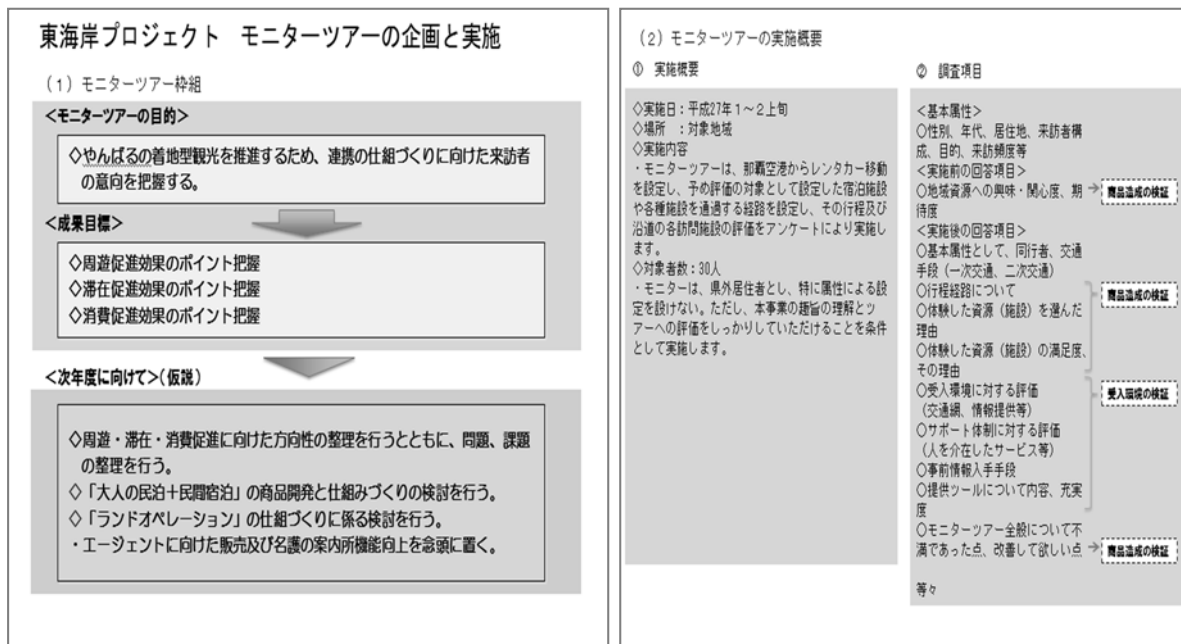 東海岸プロジェクト　モニターツアーの企画と実施
（1）モニターツアー枠組
＜モニターツアーの目的＞
◇やんばるの着地型観光を推進するため、連携の仕組づくりに向けた来訪者
の意向を把握する。
＜成果目標＞
◇周遊促進効果のポイント把握
◇滞在促進効果のポイント把握
◇消費促進効果のポイント把握
＜次年度に向けて＞（仮説）
◇周遊・滞在・消費促進に向けた方向性の整理を行うとともに、問題、課題
の整理を行う。
◇「大人の民泊＋民間宿泊」の商品開発と仕組みづくりの検討を行う。
◇「ランドオペレーション」の仕組づくりに係る検討を行う。
・エージェントに向けた販売及び名護の案内所機能向上を念頭に置く。
（2）モニターツアーの実施概要
① 実施概要
◇実施日：平成27年１～２上旬
◇場所　：対象地域
◇実施内容
・モニターツアーは、那覇空港からレンタカー移動
を設定し、予め評価の対象として設定した宿泊施設
や各種施設を通過する経路を設定し、その行程及び
沿道の各訪問施設の評価をアンケートにより実施し
ます。
◇対象者数：30人
・モニターは、県外居住者とし、特に属性による設
定を設けない。ただし、本事業の趣旨の理解とツ
アーへの評価をしっかりしていただけることを条件
として実施します。
② 調査項目
＜基本属性＞
○性別、年代、居住地、来訪者構
成、目的、来訪頻度等
＜実施前の回答項目＞
○地域資源への興味・関心度、期
待度
商品造成の検証
＜実施後の回答項目＞
○基本属性として、同行者、交通
手段（一次交通、二次交通）
○行程経路について
○体験した資源（施設）を選んだ
理由
○体験した資源（施設）の満足度、
その理由
商品造成の検証
○受入環境に対する評価
（交通網、情報提供等）
○サポート体制に対する評価
（人を介在したサービス等）
○事前情報入手手段
○提供ツールについて内容、充実
度
受入環境の検証
○モニターツアー全般について不
満であった点、改善して欲しい点
商品造成の検証
等々